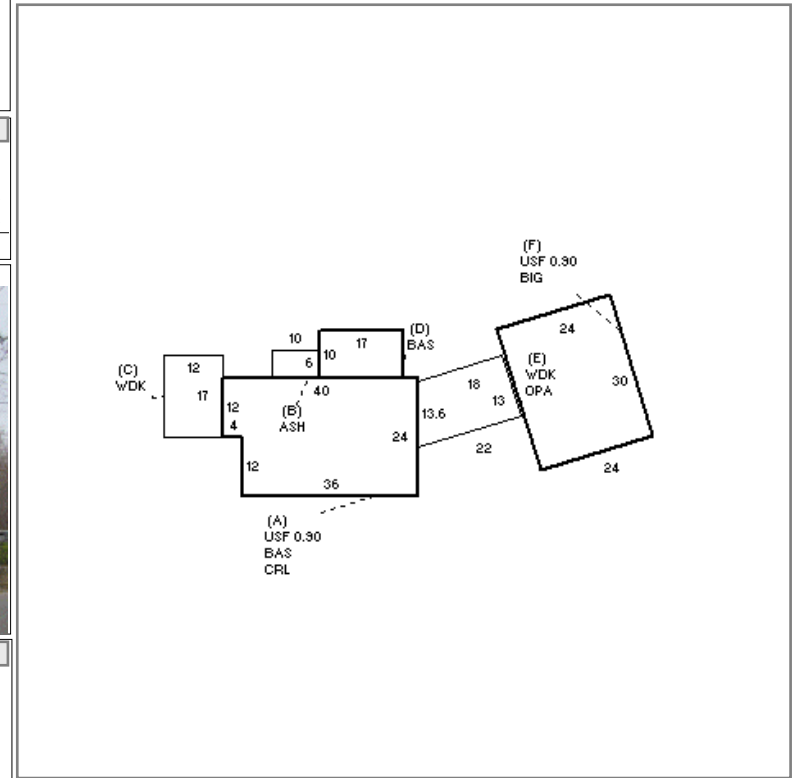 (F)
USF 0.90
BIG
24
(E)
WDK
OPA
30
18
13
22
24
(D)
BAS
10
17
10
6
(C)
WDK
12
17
40
12
4
(B)
ASH
13.6
24
12
36
(A)
USF 0.90
BAS
CRL